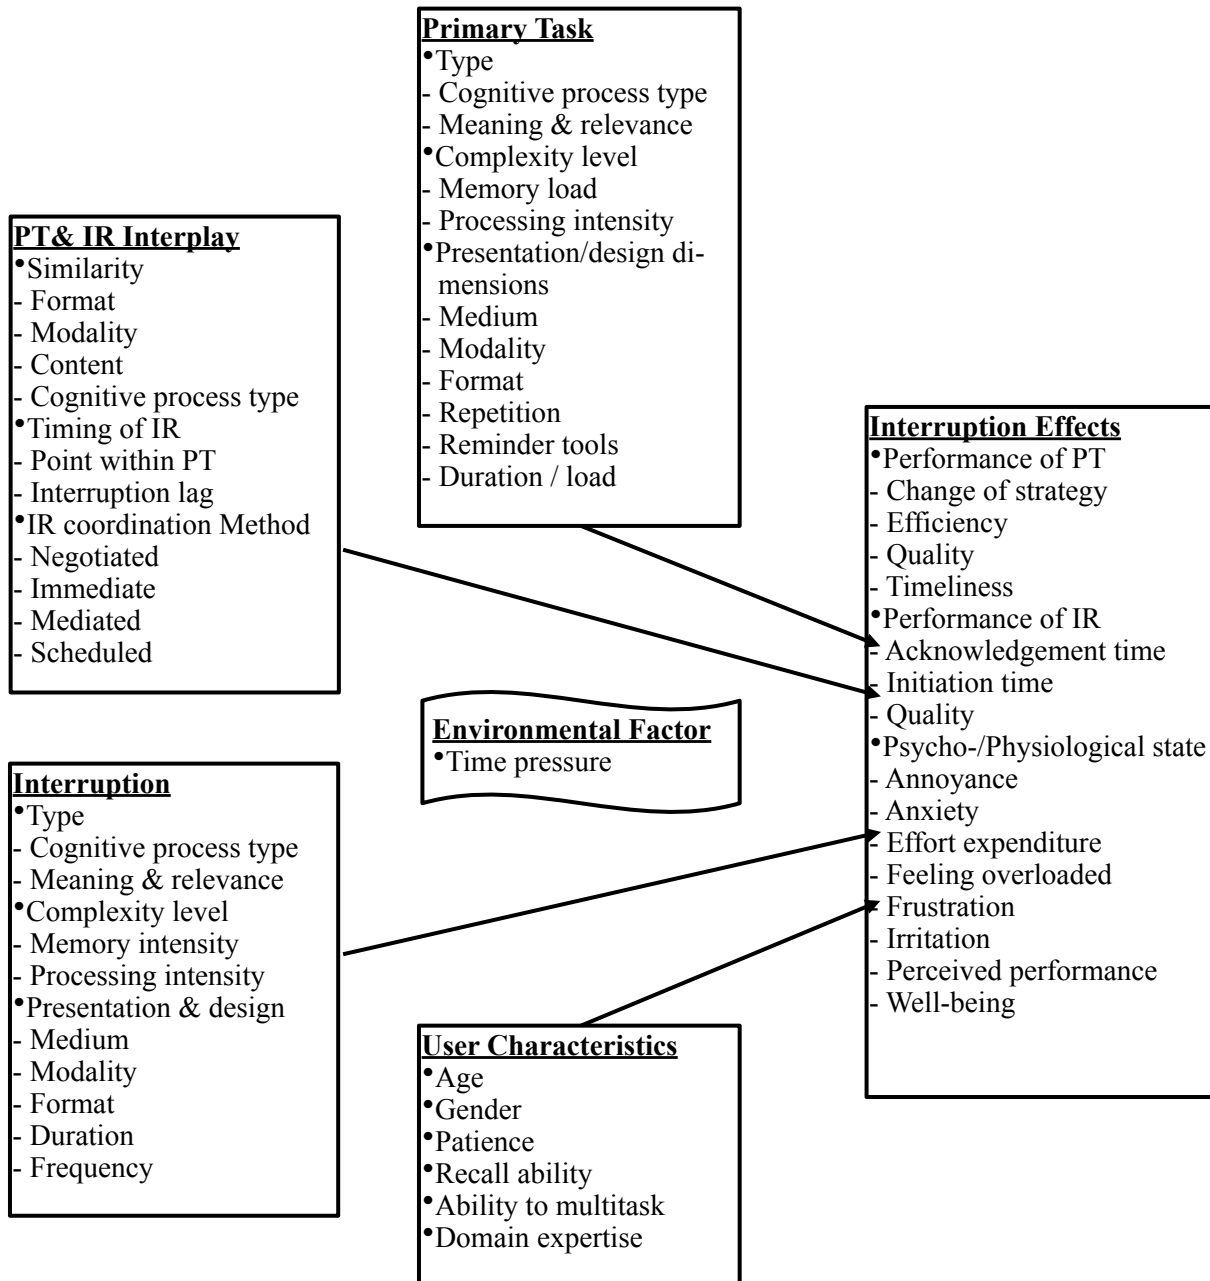 Primary Task
•Type
- Cognitive process type
- Meaning & relevance
•Complexity level
- Memory load
- Processing intensity
•Presentation/design di-
mensions
- Medium
- Modality
- Format
- Repetition
- Reminder tools
- Duration / load
PT& IR Interplay
•Similarity
- Format
- Modality
- Content
- Cognitive process type
•Timing of IR
- Point within PT
- Interruption lag
•IR coordination Method
- Negotiated
- Immediate
- Mediated
- Scheduled
Environmental Factor
•Time pressure
Interruption
•Type
- Cognitive process type
- Meaning & relevance
•Complexity level
- Memory intensity
- Processing intensity
•Presentation & design
- Medium
- Modality
- Format
- Duration
- Frequency
User Characteristics
•Age
•Gender
•Patience
•Recall ability
•Ability to multitask
•Domain expertise
Interruption Effects
•Performance of PT
- Change of strategy
- Efficiency
- Quality
- Timeliness
•Performance of IR
- Acknowledgement time
- Initiation time
- Quality
•Psycho-/Physiological state
- Annoyance
- Anxiety
- Effort expenditure
- Feeling overloaded
- Frustration
- Irritation
- Perceived performance
- Well-being